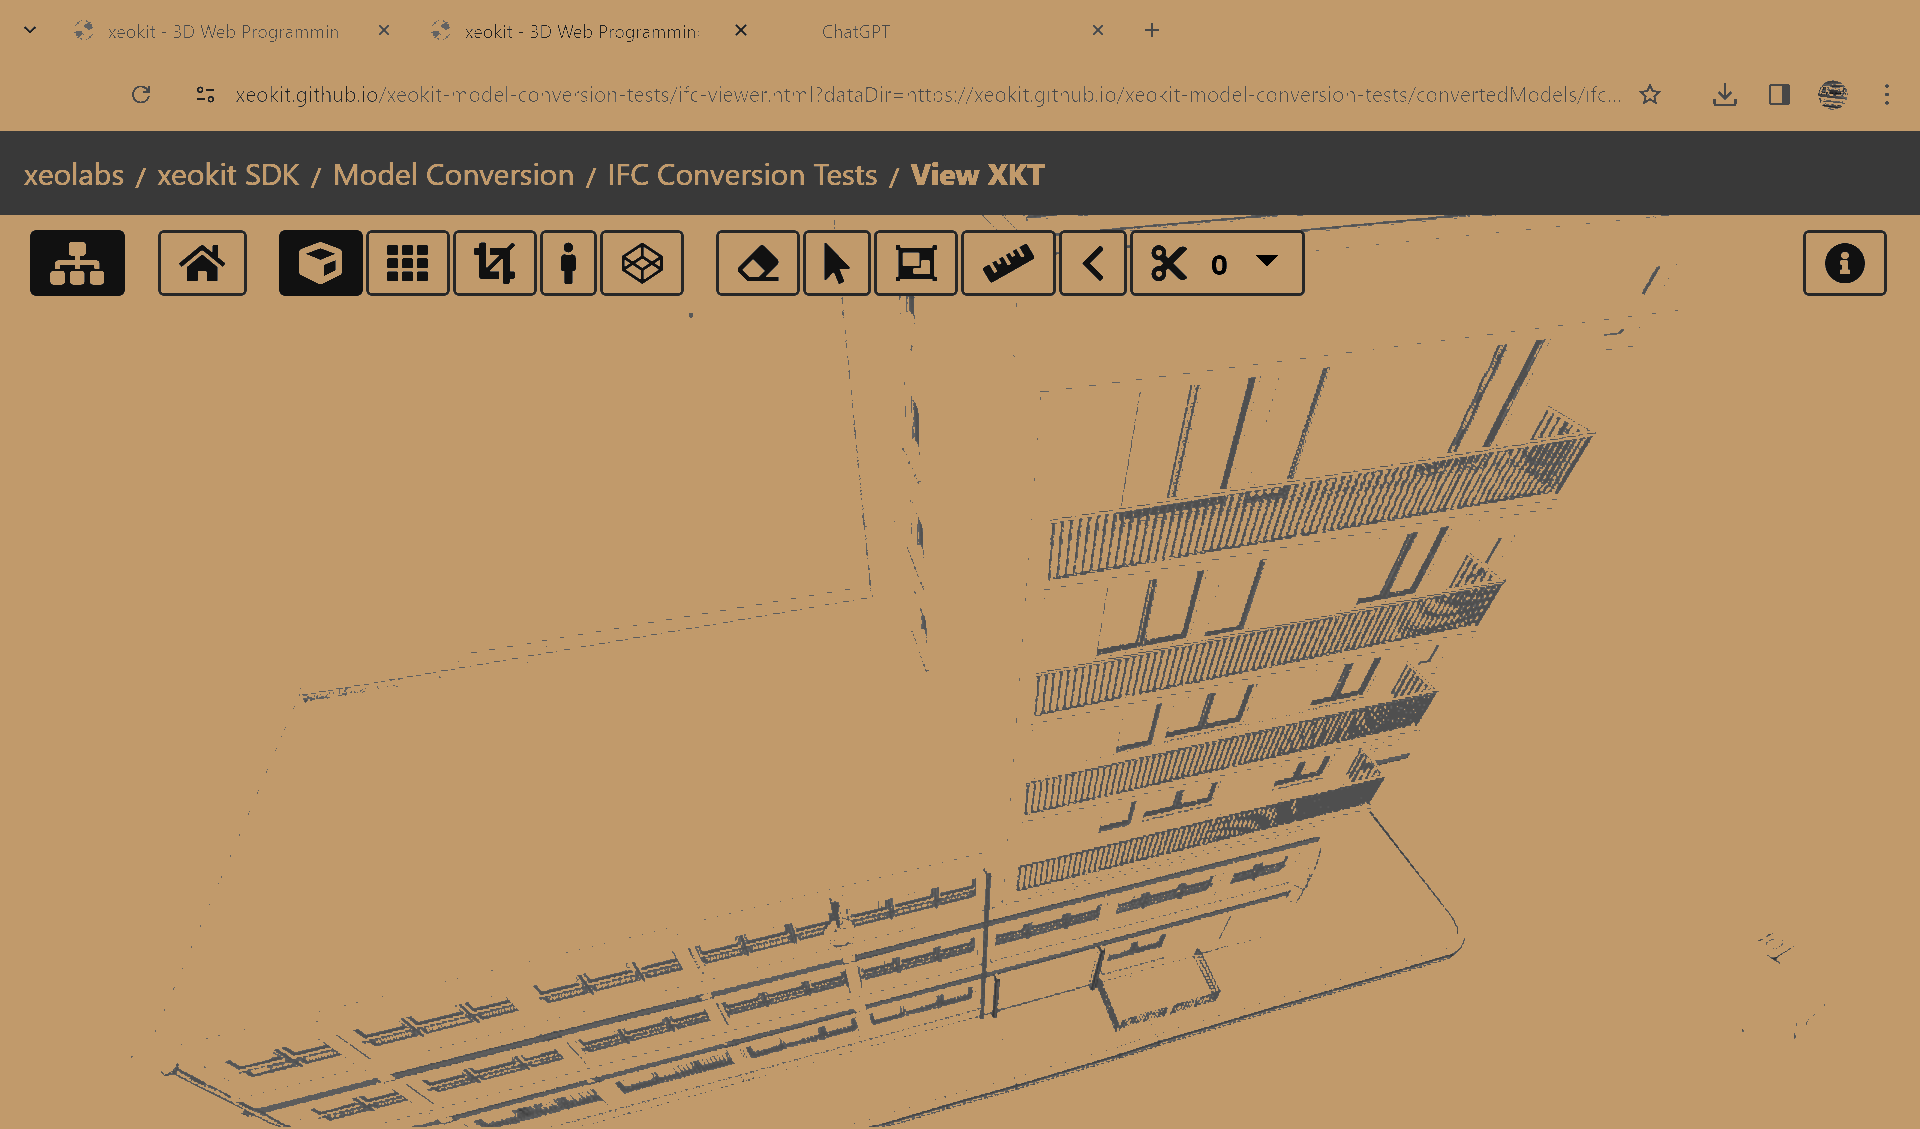 xeokit - 3D Web Programmin
xeokit - 3D Web Programmin
ChatGPT
xeokit.github.io/xeokit-model-conversion-tests/ifc-viewer.html?dataDir=https://xeokit.github.io/xeokit-model-conversion-tests/convertedModels/ifc...
xeolabs / xeokit SDK / Model Conversion / IFC Conversion Tests / View XKT
0